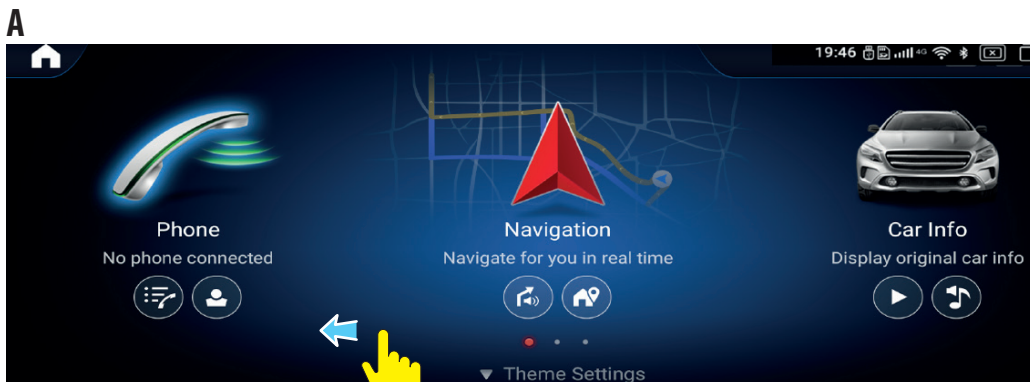 A
19:46 4G
Phone
Navigation
Car Info
No phone connected
Navigate for you in real time
Display original car info
Theme Settings